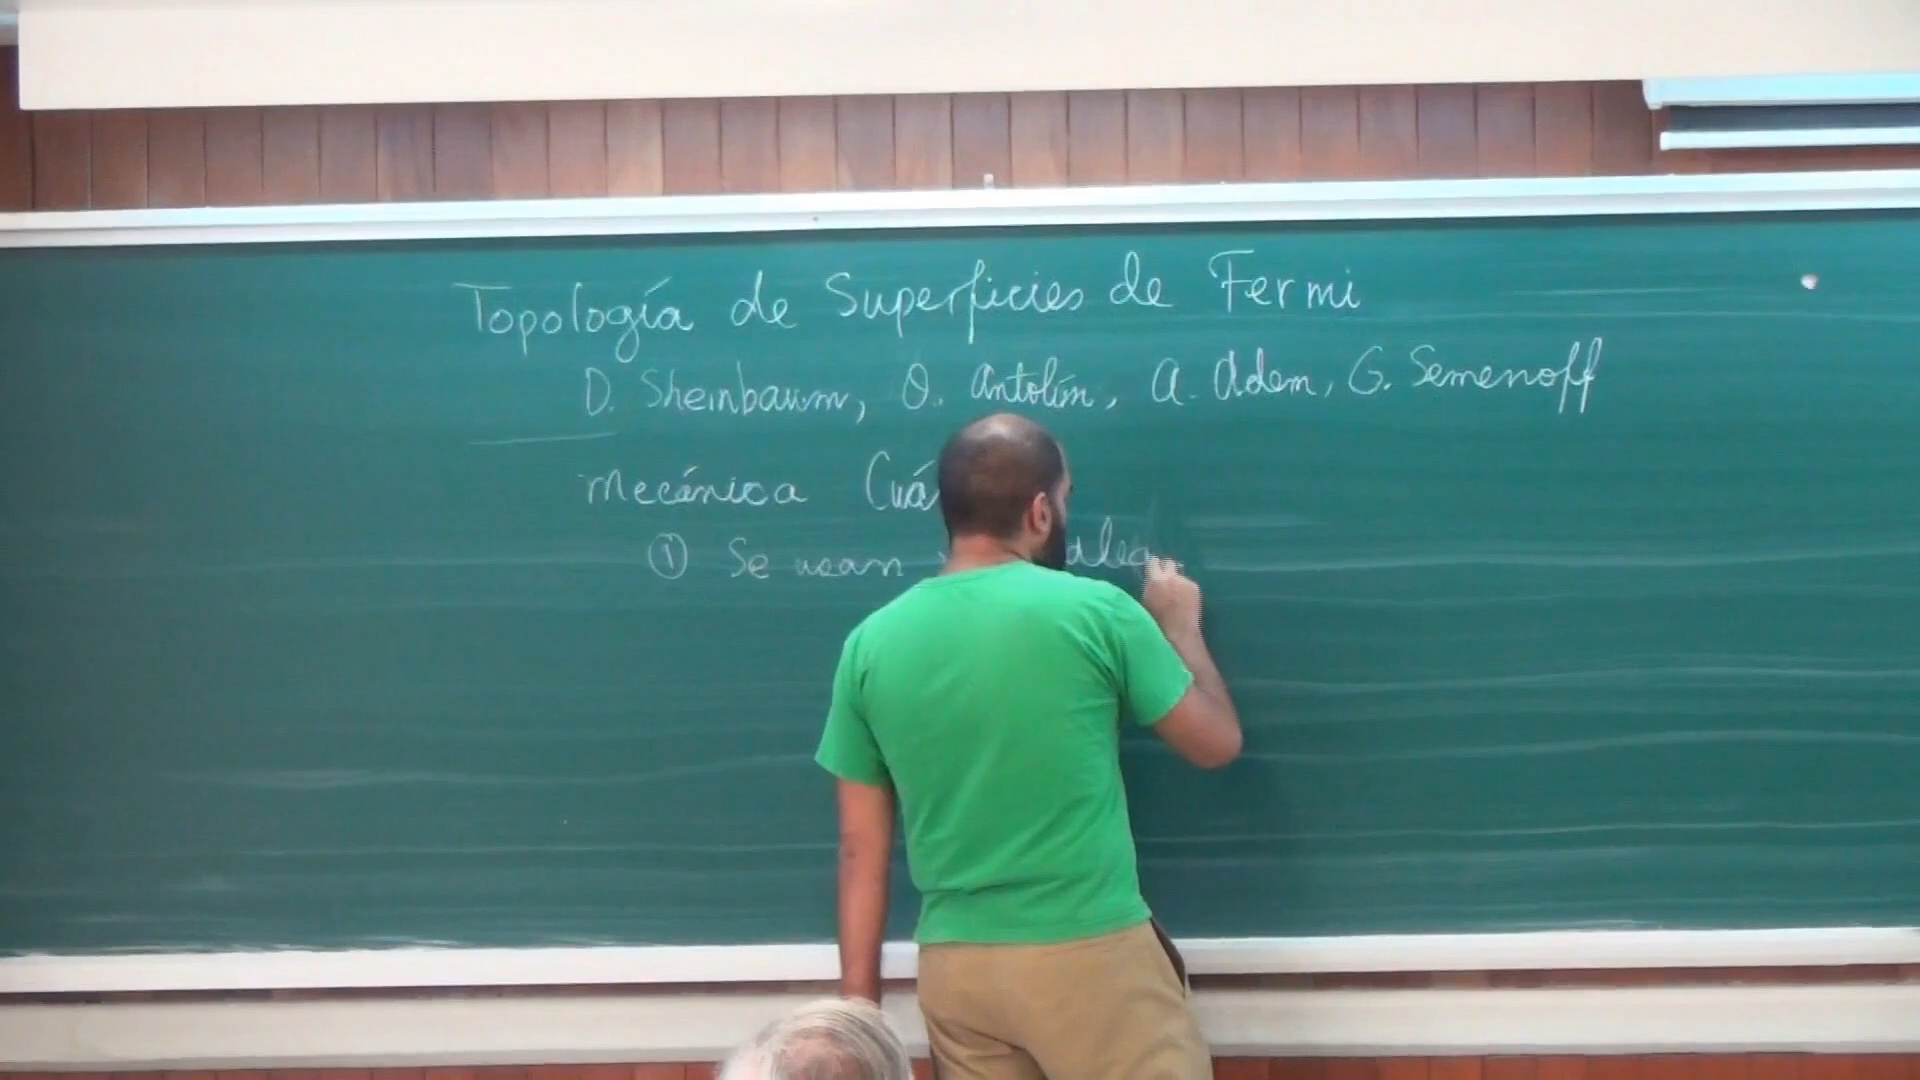 Topología de Superficies de Fermi
D. Sheinbaum, O. Antolín, A. Adem, G. Semenoff
Mecánica Cuá
① Se usan